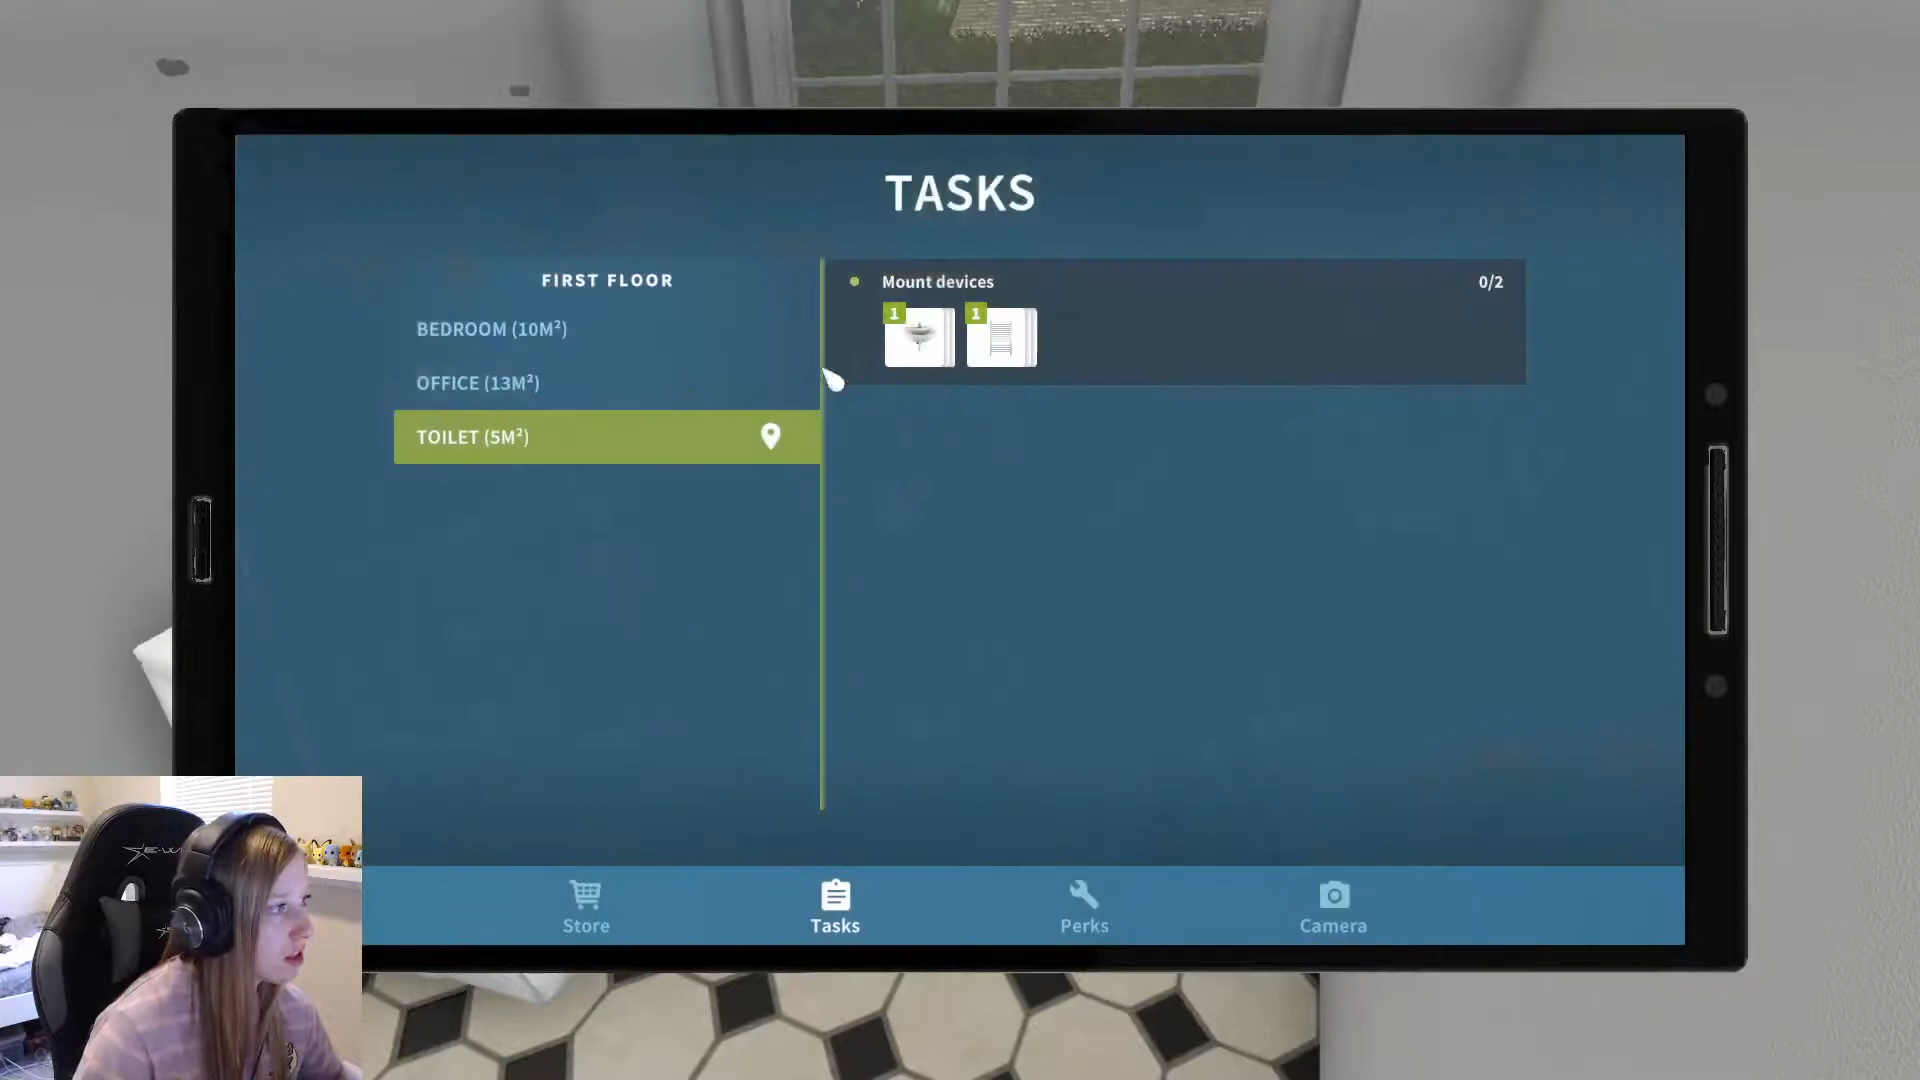 TASKS
FIRST FLOOR
BEDROOM (10M²)
OFFICE (13M²)
TOILET (5M²)
Mount devices
0/2
1
1
Store
Tasks
Perks
Camera